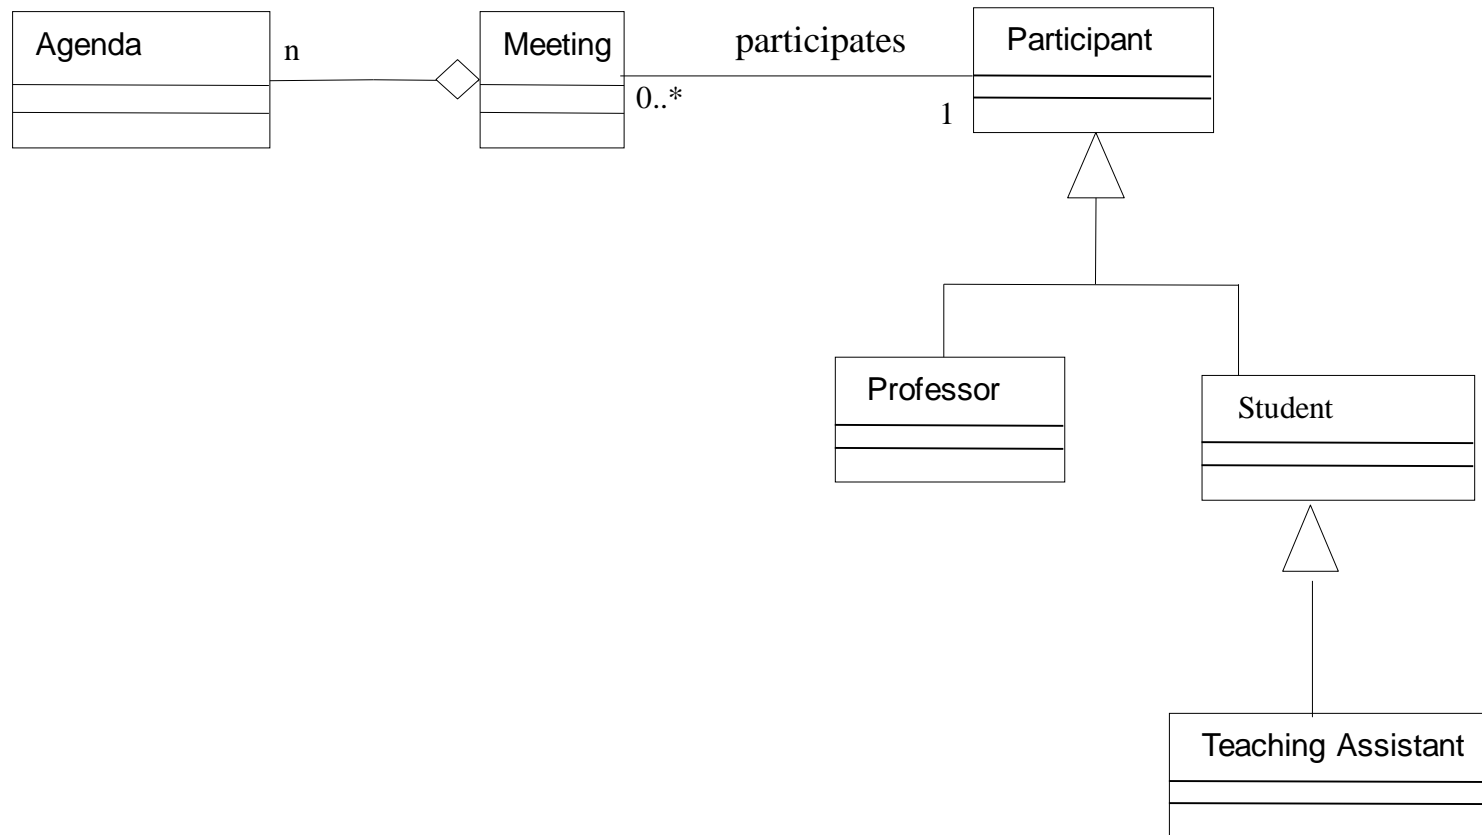 Agenda
n
Meeting
participates
0..*
1
Participant
Professor
Student
Teaching Assistant